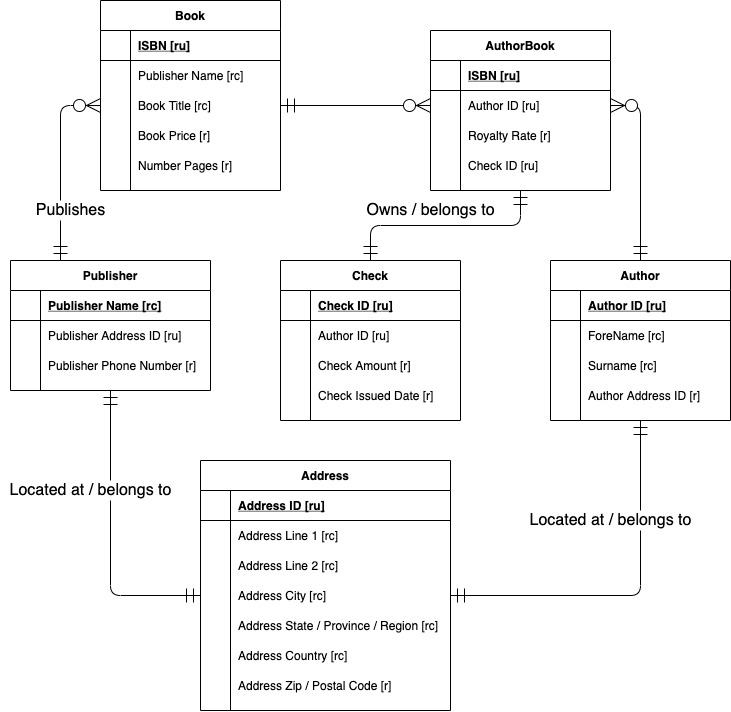 Book
ISBN [ru]
Publisher Name [rc]
Book Title [rc]
Book Price [r]
Number Pages [r]
AuthorBook
ISBN [ru]
Author ID [ru]
Royalty Rate [r]
Check ID [ru]
Publishes
Owns / belongs to
Publisher
Publisher Name [rc]
Publisher Address ID [ru]
Publisher Phone Number [r]
Check
Check ID [ru]
Author ID [ru]
Check Amount [r]
Check Issued Date [r]
Author
Author ID [ru]
ForeName [rc]
Surname [rc]
Author Address ID [r]
Located at / belongs to
Address
Address ID [ru]
Address Line 1 [rc]
Address Line 2 [rc]
Address City [rc]
Address State / Province / Region [rc]
Address Country [rc]
Address Zip / Postal Code [r]
Located at / belongs to